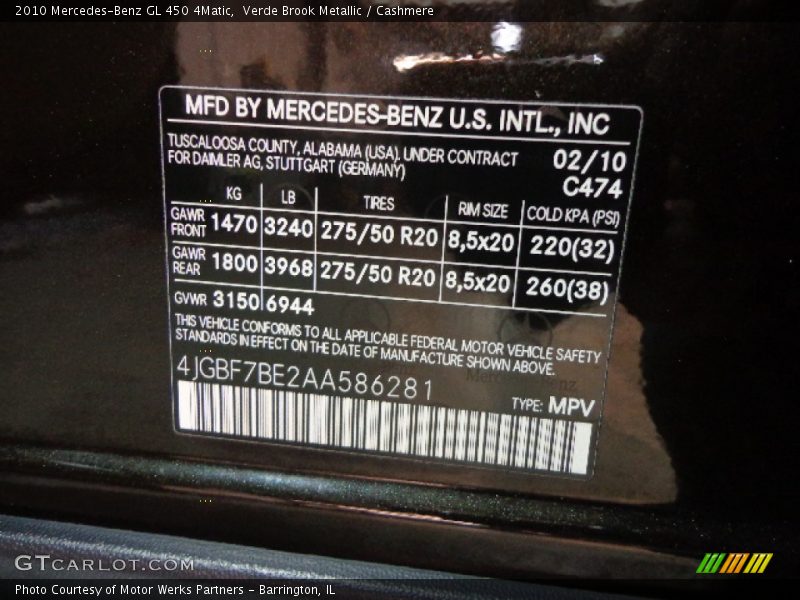 2010 Mercedes-Benz GL 450 4Matic,  Verde Brook Metallic / Cashmere
MFD BY MERCEDES-BENZ U.S. INTL., INC
TUSCALOOSA COUNTY, ALABAMA (USA), UNDER CONTRACT
FOR DAIMLER AG, STUTTGART (GERMANY)
02/10
C474
KG LB TIRES RIM SIZE COLD KPA (PSI)
GAWR FRONT 1470 3240 275/50 R20 8,5x20 220(32)
GAWR REAR 1800 3968 275/50 R20 8,5x20 260(38)
GVWR 3150 6944
THIS VEHICLE CONFORMS TO ALL APPLICABLE FEDERAL MOTOR VEHICLE SAFETY
STANDARDS IN EFFECT ON THE DATE OF MANUFACTURE SHOWN ABOVE.
4JGBF7BE2AA586281
TYPE: MPV
GTCARLOT.COM
Photo Courtesy of Motor Werks Partners - Barrington, IL